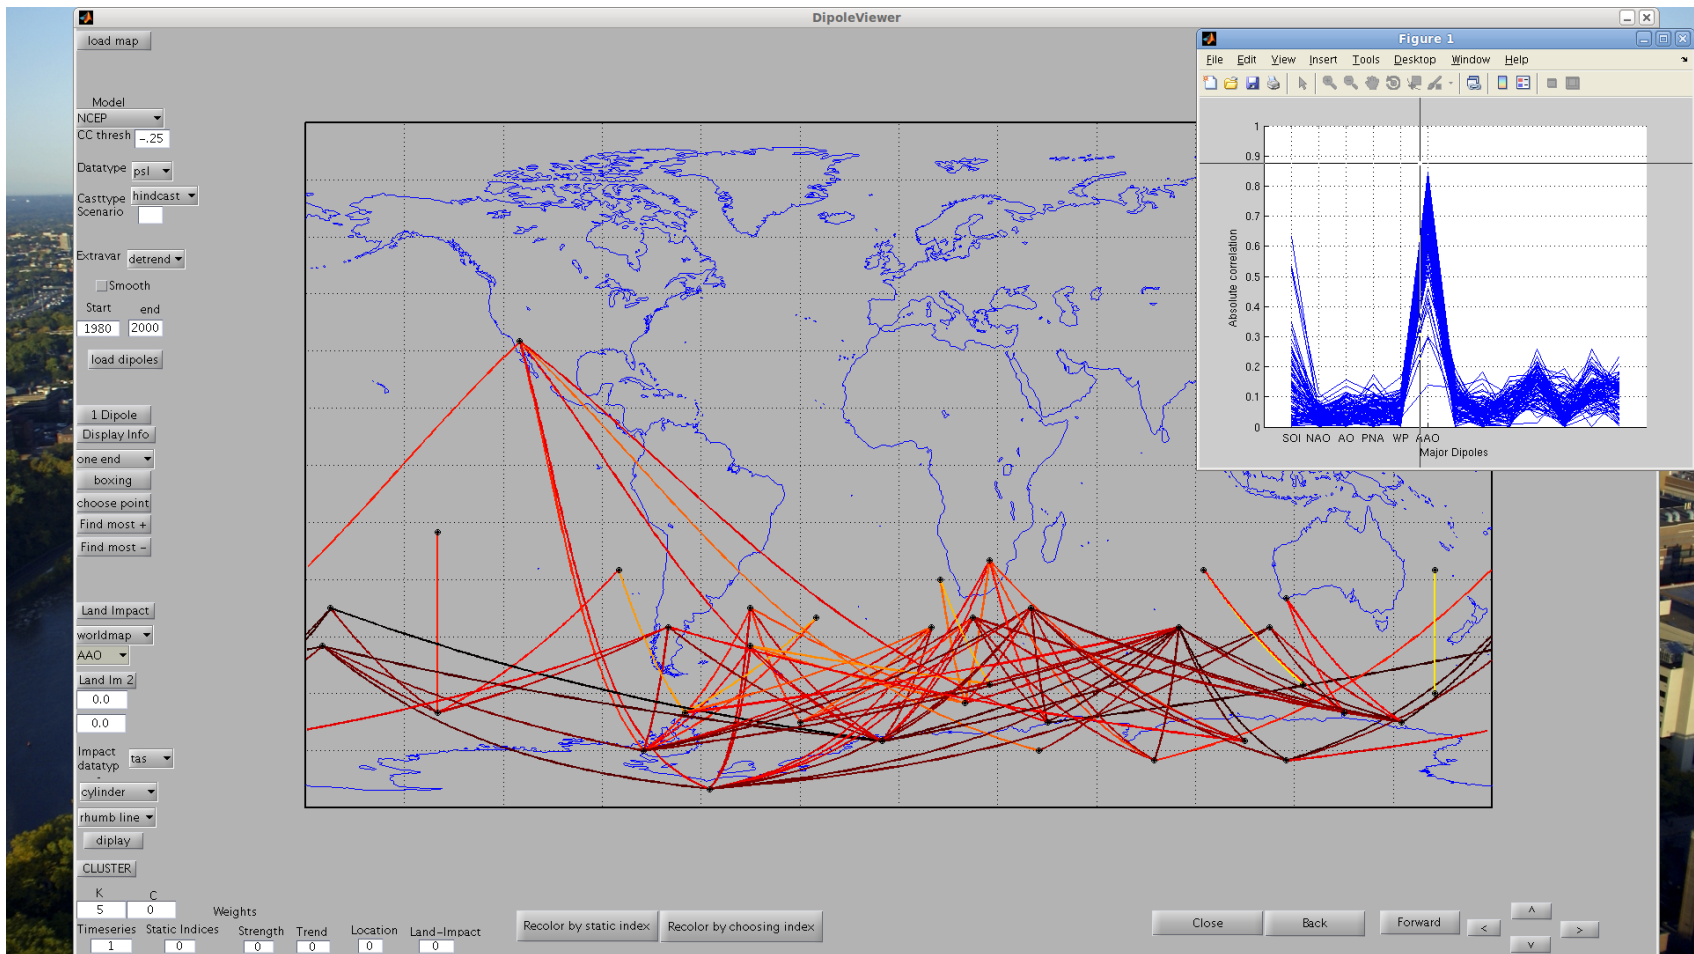 DipoleViewer
load map
Model
NCEP
CC thresh -.25
Datatype psl
Casttype hindcast
Scenario
Extravar detrend
Smooth
Start end
1980 2000
load dipoles
1 Dipole
Display Info
one end
boxing
choose point
Find most +
Find most -
Land Impact
worldmap
AAO
Land Im 2
0.0
0.0
Impact
datatyp tas
cylinder
rhumb line
diplay
CLUSTER
K C
5 0
Weights
Timeseries Static Indices Strength Trend Location Land-Impact
1 0 0 0 0 0
Recolor by static index Recolor by choosing index
Close Back Forward < ^ v >
Figure 1
File Edit View Insert Tools Desktop Window Help
1
0.9
0.8
0.7
0.6
0.5
0.4
0.3
0.2
0.1
0
Absolute correlation
SOI NAO AO PNA WP AAO
Major Dipoles